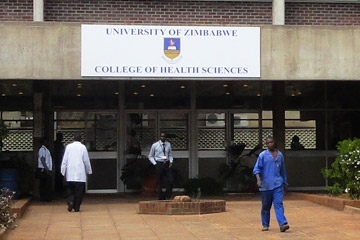 UNIVERSITY OF ZIMBABWE
COLLEGE OF HEALTH SCIENCES